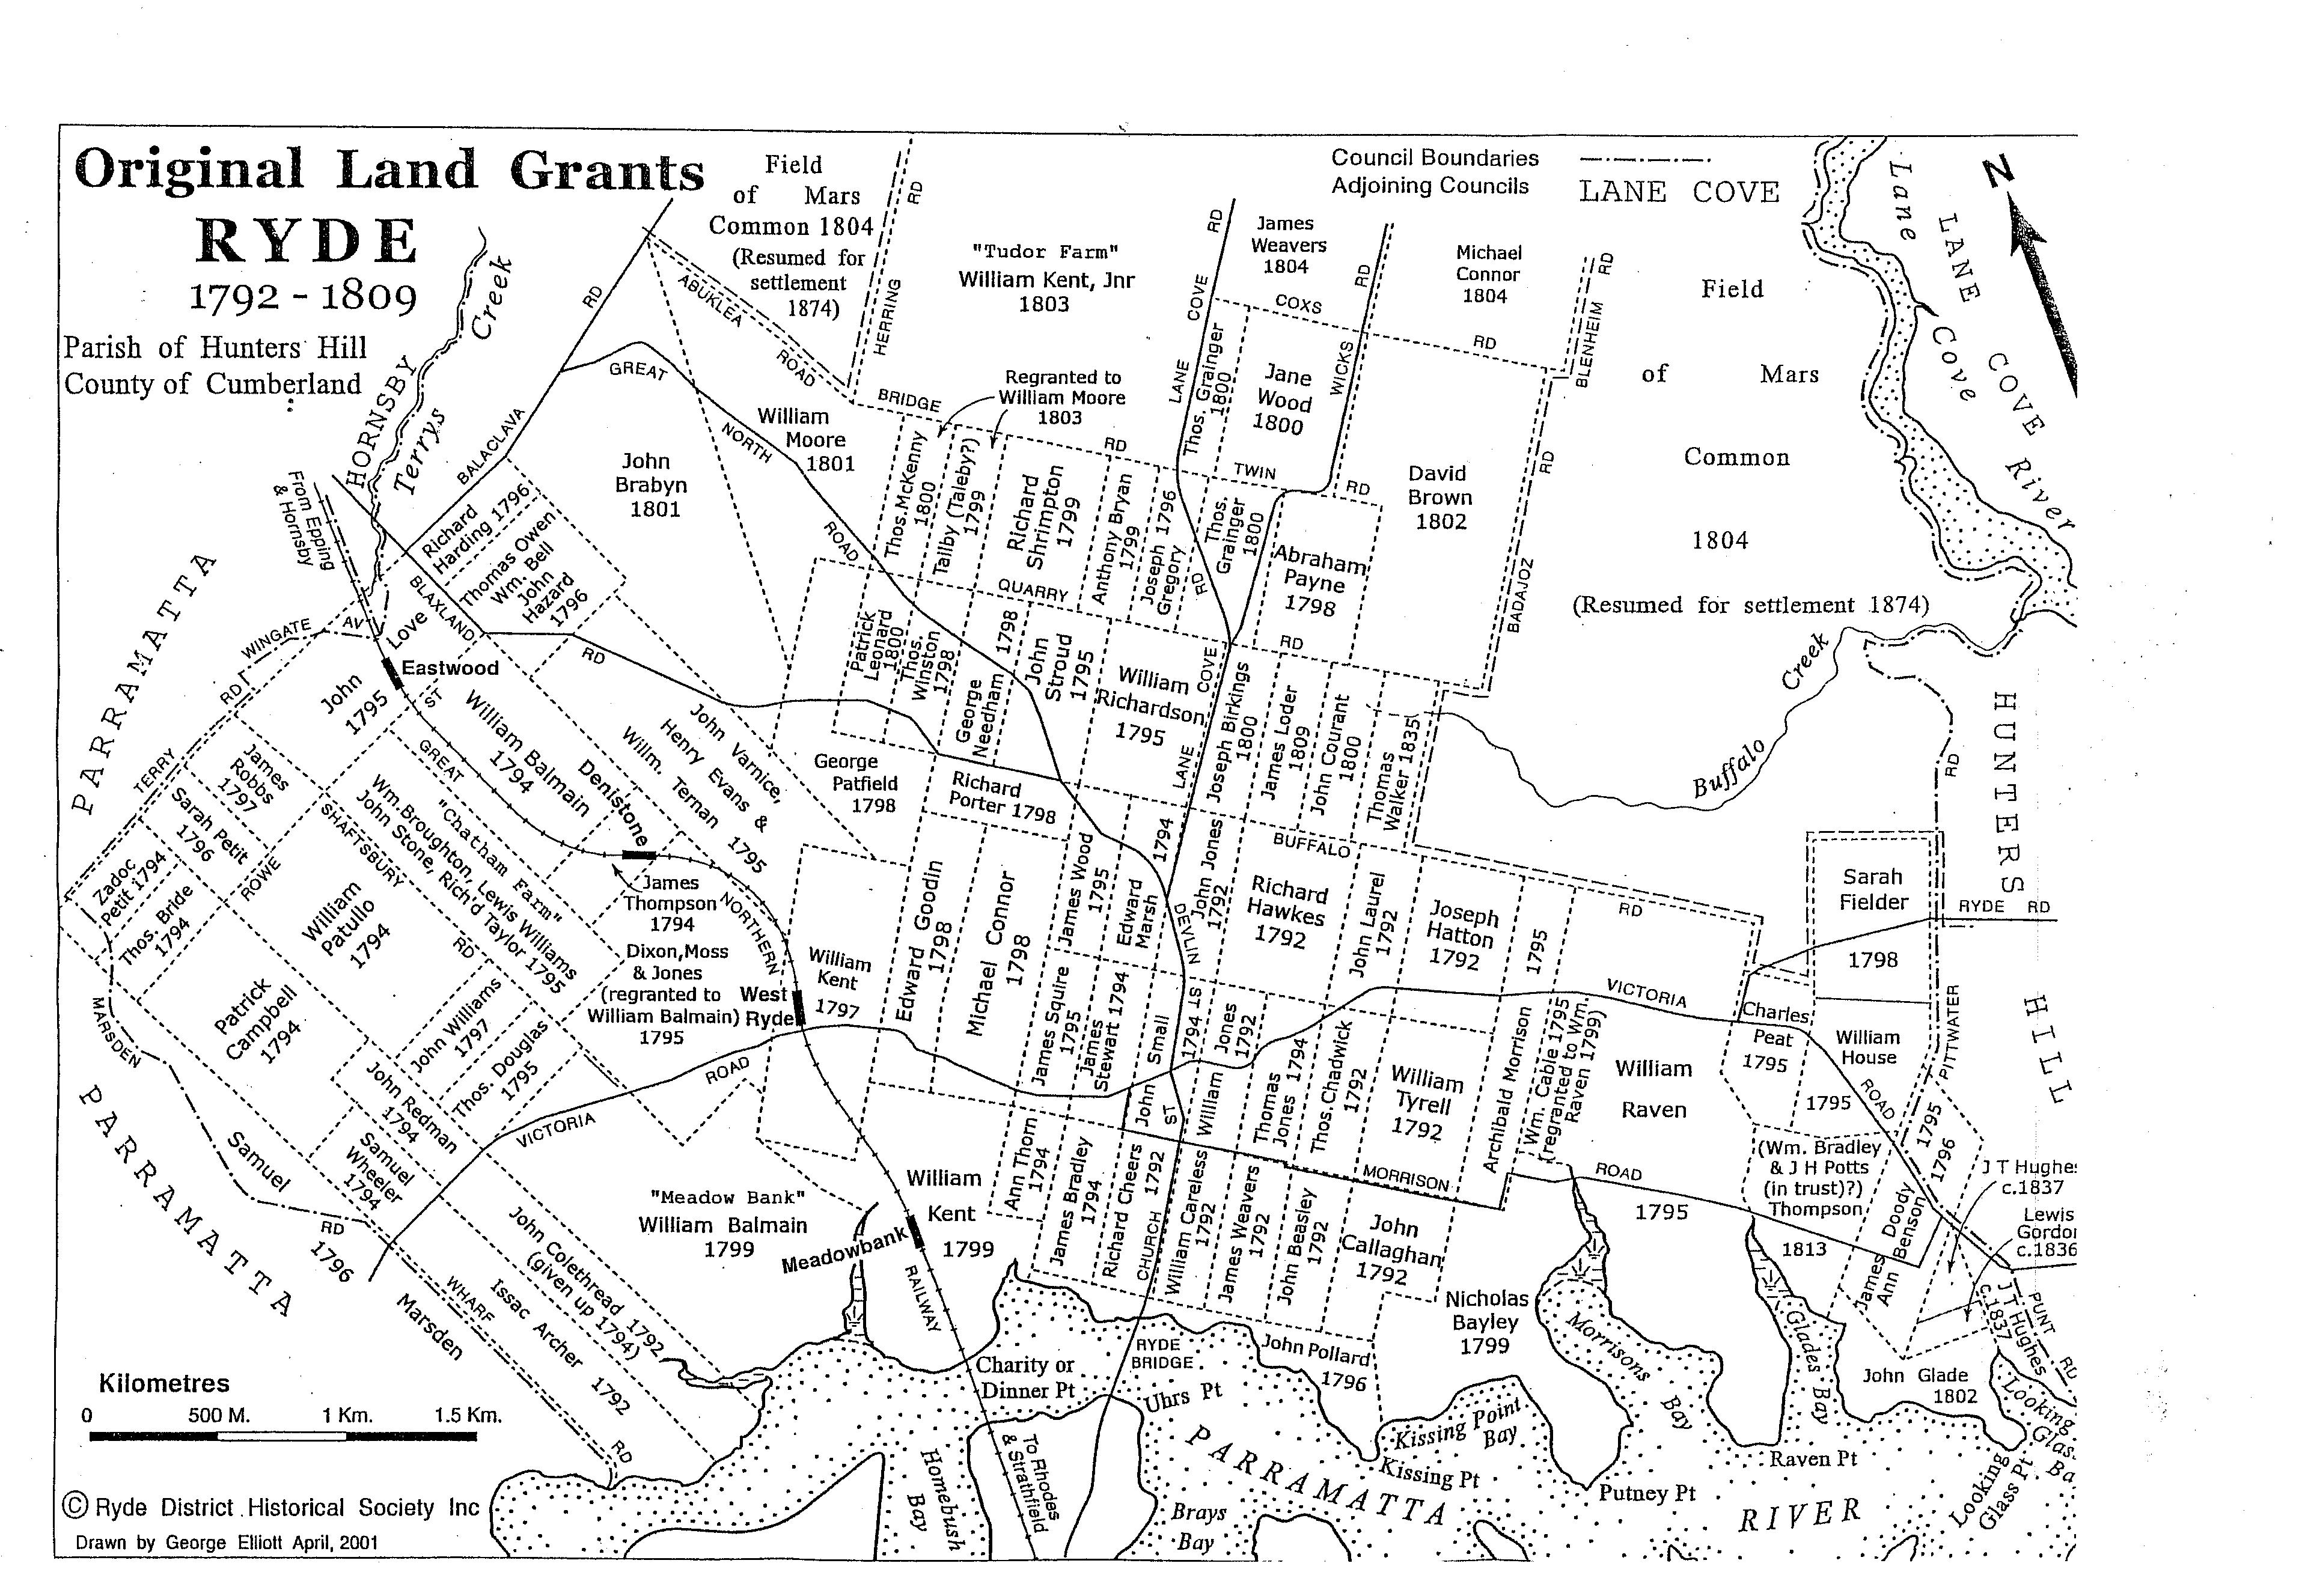 Original Land Grants
RYDE
1792 - 1809
Parish of Hunters Hill
County of Cumberland
Field
of Mars
Common 1804
(Resumed for
settlement
1874)
Council Boundaries
Adjoining Councils
LANE COVE
N
Lane
Cove
River
LANE COVE
HORNSBY
Terrys
Creek
From Epping
& Hornsby
BALACLAVA
RD
ABUKLEA
ROAD
HERRING
RD
"Tudor Farm"
William Kent, Jnr
1803
Regranted to
William Moore
1803
LANE COVE RD
James
Weavers
1804
COXS
RD
WICKS
RD
Michael
Connor
1804
BLENHEIM
RD
Field
of Mars
Common
1804
(Resumed for settlement 1874)
GREAT
NORTH
ROAD
William
Moore
1801
John
Brabyn
1801
BRIDGE
RD
Thos. McKenny
1800
Tailby (Taleby??)
1799
Richard
Shrimpton
1799
Anthony Bryan
1799
Joseph 1796
Gregory
Thos. Grainger
1800
Jane
Wood
1800
TWIN
RD
Thos.
Grainger
1800
Abraham
Payne
1798
David
Brown
1802
BADAJOZ
RD
Richard
Harding 1796
Thomas Owen
Wm. Bell
John
Hazard
1796
BLAXLAND
RD
PARRAMATTA
WINGATE
AV
RD
TERRY
Eastwood
John
Love
1795
ST
QUARRY
RD
Patrick
Leonard
1800
Thos.
Winston
1798
George
Needham 1798
John
Stroud
1795
William
Richardson
1795
LANE COVE
RD
Joseph Birkings
1800
James Loder
1809
John Courant
1800
Thomas
Walker 1835
Buffalo
Creek
HUNTERS
HILL
James
Robbs
1797
Sarah Petit
1796
Zadoc
Petit 1794
Thos. Bride
1794
ROWE
William Balmain
1794
Denistone
John Varnice,
Henry Evans &
Willm. Ternan 1795
George
Patfield
1798
Richard
Porter 1798
GREAT
NORTHERN
RAILWAY
"Chatham Farm"
Wm. Broughton, Lewis Williams
John Stone, Rich'd Taylor 1795
SHAFTSBURY
RD
William
Patullo
1794
Patrick
Campbell
1794
MARSDEN
RD
PARRAMATTA
James
Thompson
1794
Dixon, Moss
& Jones
(regranted to
William Balmain)
1795
West
Ryde
William
Kent
1797
Edward Goodin
1798
Michael Connor
1798
James Wood
1795
Edward
Marsh
1794
DEVLIN
ST
John Jones
1792
Richard
Hawkes
1792
BUFFALO
RD
John Laurel
1792
Joseph
Hatton
1792
Archibald Morrison
1795
Wm. Cable 1795
(regranted to Wm.
Raven 1799)
VICTORIA
ROAD
Sarah
Fielder
1798
RYDE RD
PITTWATER
RD
Charles
Peat
1795
William
House
1795
William
Raven
1795
John Williams
1797
Thos. Douglas
1795
John Redman
1794
Samuel
Wheeler
1794
Samuel
Marsden
1796
VICTORIA
ROAD
James Squire
1795
James
Stewart 1794
John Small
1794
William Jones
1792
Thomas
Jones 1794
Thos. Chadwick
1792
William
Tyrell
1792
MORRISON
ROAD
(Wm. Bradley
& J H Potts
(in trust)?)
Thompson
1813
James Doody
1795
Ann Benson
1796
J T Hughe
c.1837
Lewis
Gordo
c.1836
J T Hughes
c.1837
PUNT
RD
John Colethread 1792
(given up 1794)
Issac Archer 1792
WHARF
RD
"Meadow Bank"
William Balmain
1799
Meadowbank
William
Kent
1799
Ann Thorn
1794
James Bradley
1794
Richard Cheers
1792
CHURCH
ST
William Careless
1792
James Weavers
1792
John Beasley
1792
John
Callaghan
1792
Nicholas
Bayley
1799
John Pollard
1796
John Glade
1802
Morrisons
Bay
Glades
Bay
Looking
Glas
Ba
Looking
Glass Pt
Raven Pt
Putney Pt
Kissing Point
Bay
Kissing Pt
RYDE
BRIDGE
Uhrs Pt
Charity or
Dinner Pt
Brays
Bay
Homebush
Bay
To Rhodes
& Strathfield
PARRAMATTA
RIVER
Kilometres
0 500 M. 1 Km. 1.5 Km.
© Ryde District Historical Society Inc
Drawn by George Elliott April, 2001